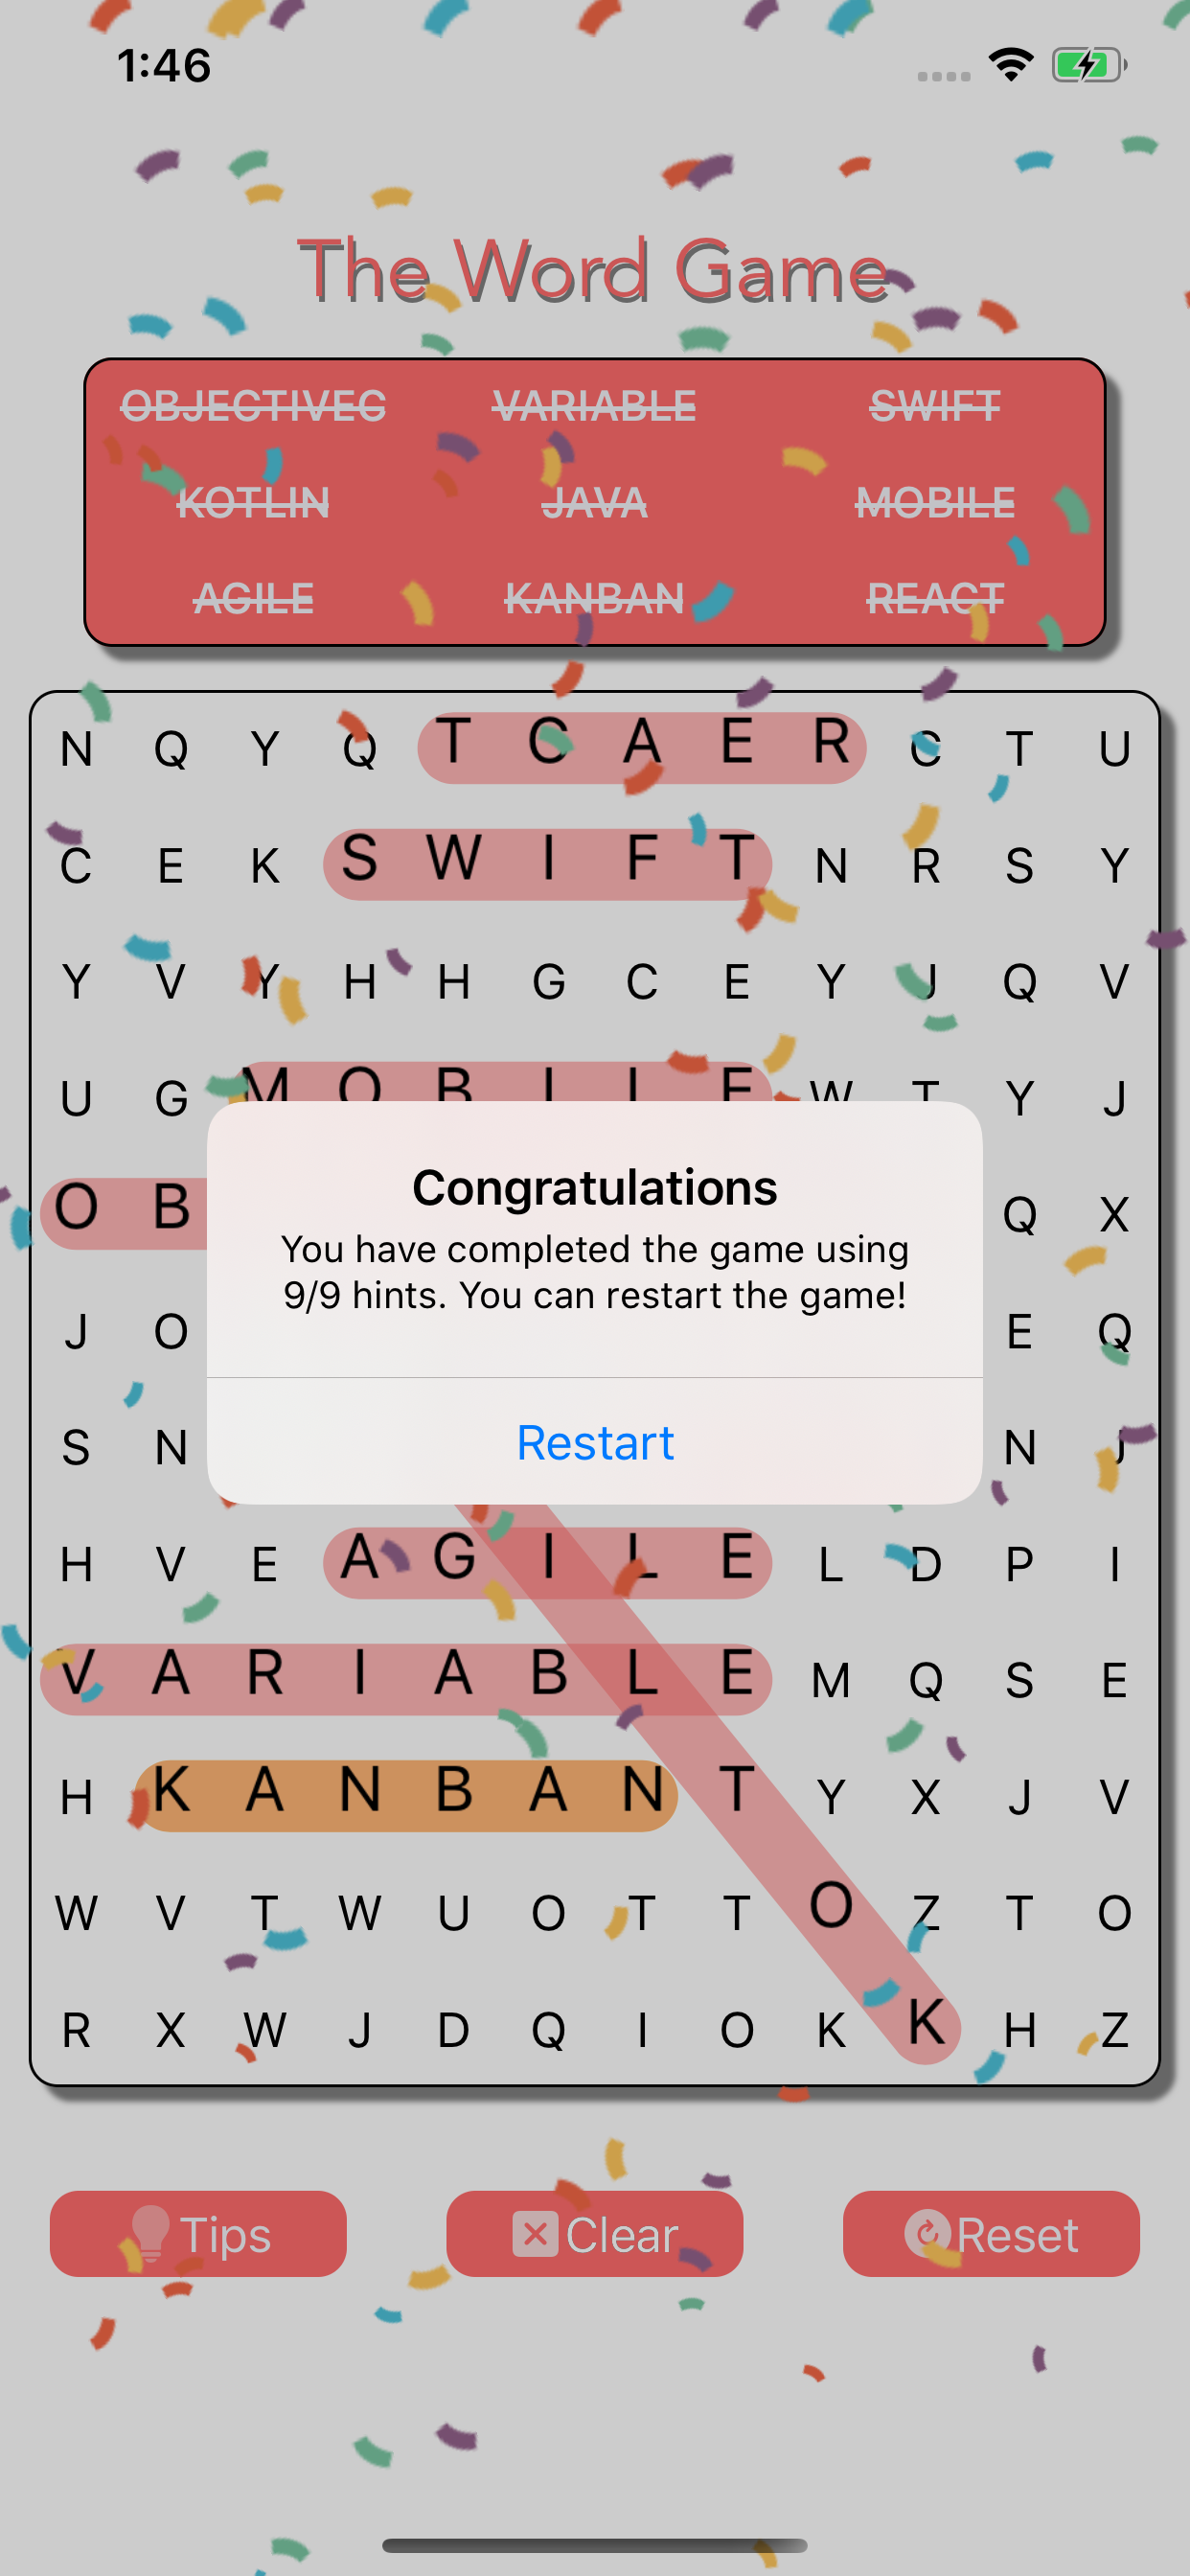 1:46
The Word Game
OBJECTIVEC VARIABLE SWIFT
KOTLIN JAVA MOBILE
AGILE KANBAN REACT
N Q Y Q T C A E R C T U
C E K S W I F T N R S Y
Y V Y H H G C E Y J Q V
U G M O B I L E W T Y J
O B Q X
J O E Q
S N N J
Congratulations
You have completed the game using
9/9 hints. You can restart the game!
Restart
H V E A G I L E L D P I
V A R I A B L E M Q S E
H K A N B A N T Y X J V
W V T W U O T T O Z T O
R X W J D Q I O K K H Z
Tips Clear Reset